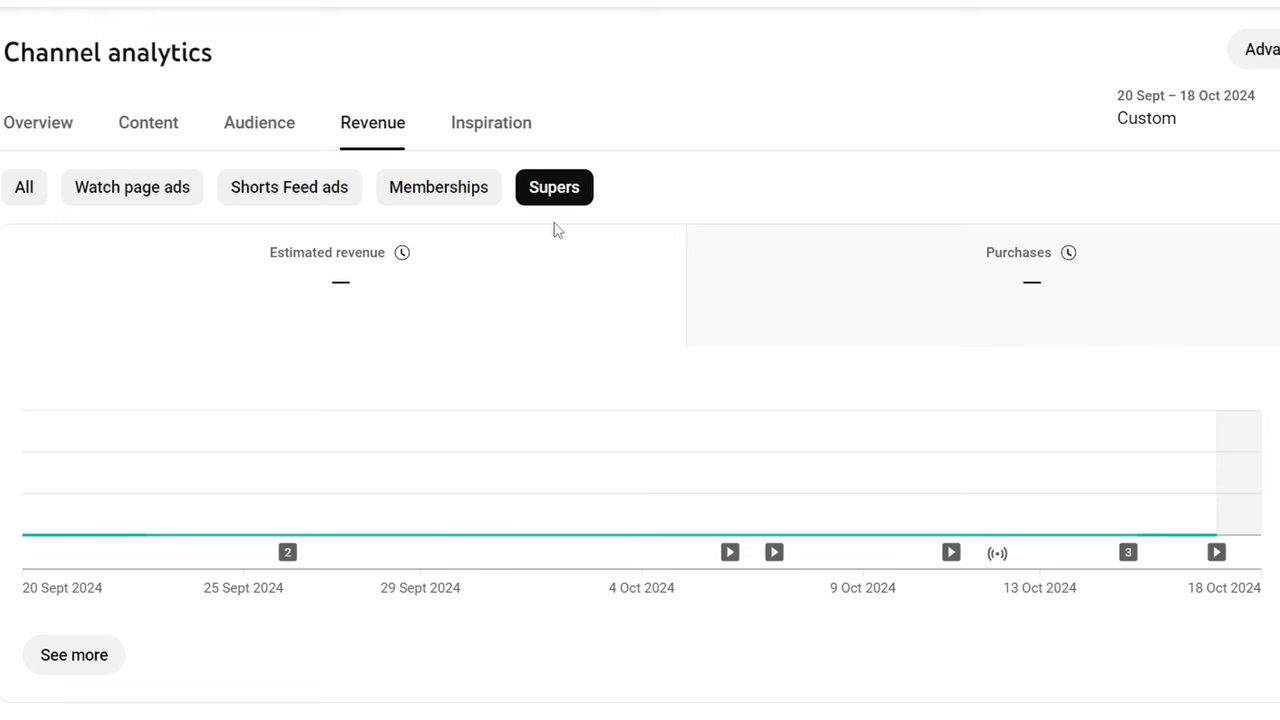 Channel analytics
Adva
20 Sept – 18 Oct 2024
Custom
Overview Content Audience Revenue Inspiration
All Watch page ads Shorts Feed ads Memberships Supers
Estimated revenue Purchases
— —
2 3
20 Sept 2024 25 Sept 2024 29 Sept 2024 4 Oct 2024 9 Oct 2024 13 Oct 2024 18 Oct 2024
See more